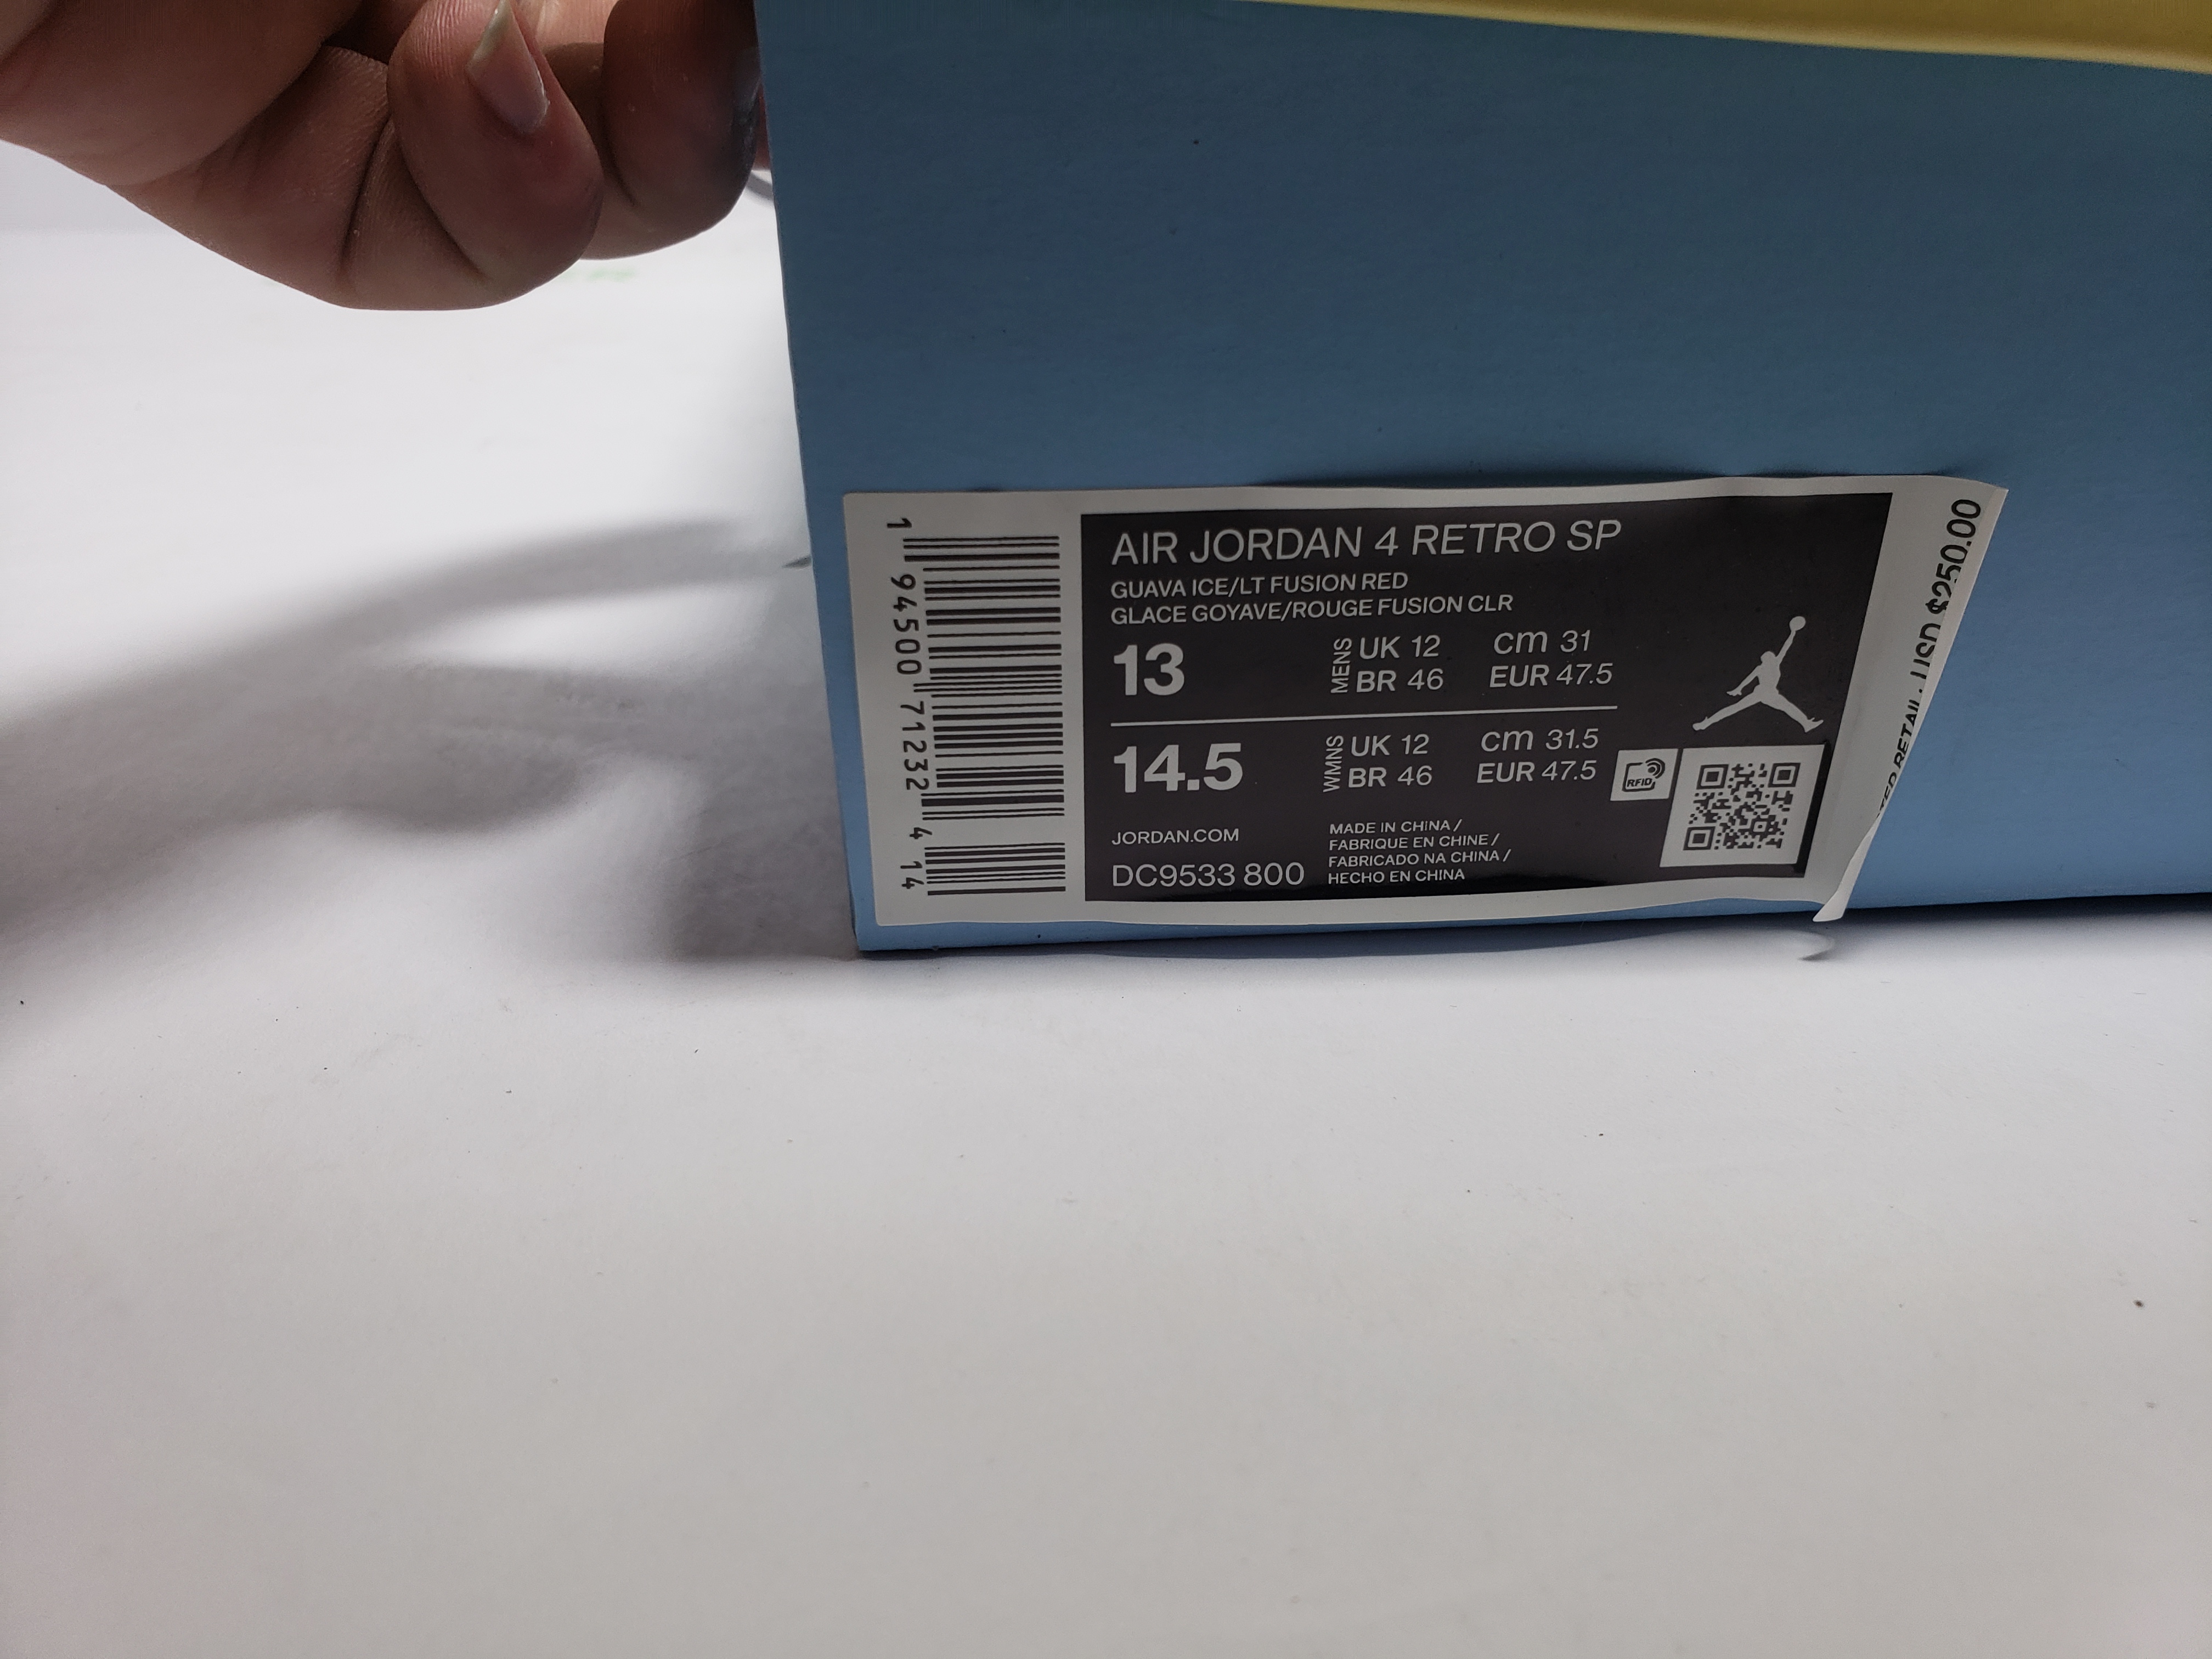 1 94500 71232 4 14
AIR JORDAN 4 RETRO SP
GUAVA ICE/LT FUSION RED
GLACE GOYAVE/ROUGE FUSION CLR
13 MENS UK 12 cm 31
BR 46 EUR 47.5
14.5 WMNS UK 12 cm 31.5
BR 46 EUR 47.5
RFID
JORDAN.COM
DC9533 800
MADE IN CHINA /
FABRIQUE EN CHINE /
FABRICADO NA CHINA /
HECHO EN CHINA
RETAIL USD $250.00